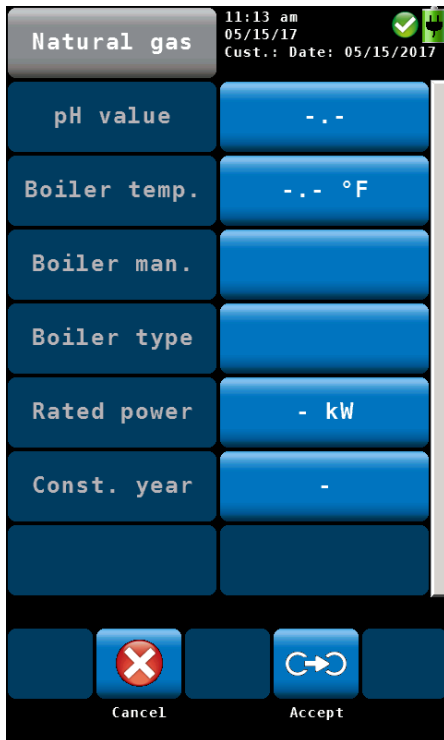 Natural gas
11:13 am
05/15/17
Cust.: Date: 05/15/2017
pH value -.-
Boiler temp. -.- °F
Boiler man.
Boiler type
Rated power - kW
Const. year -
Cancel Accept